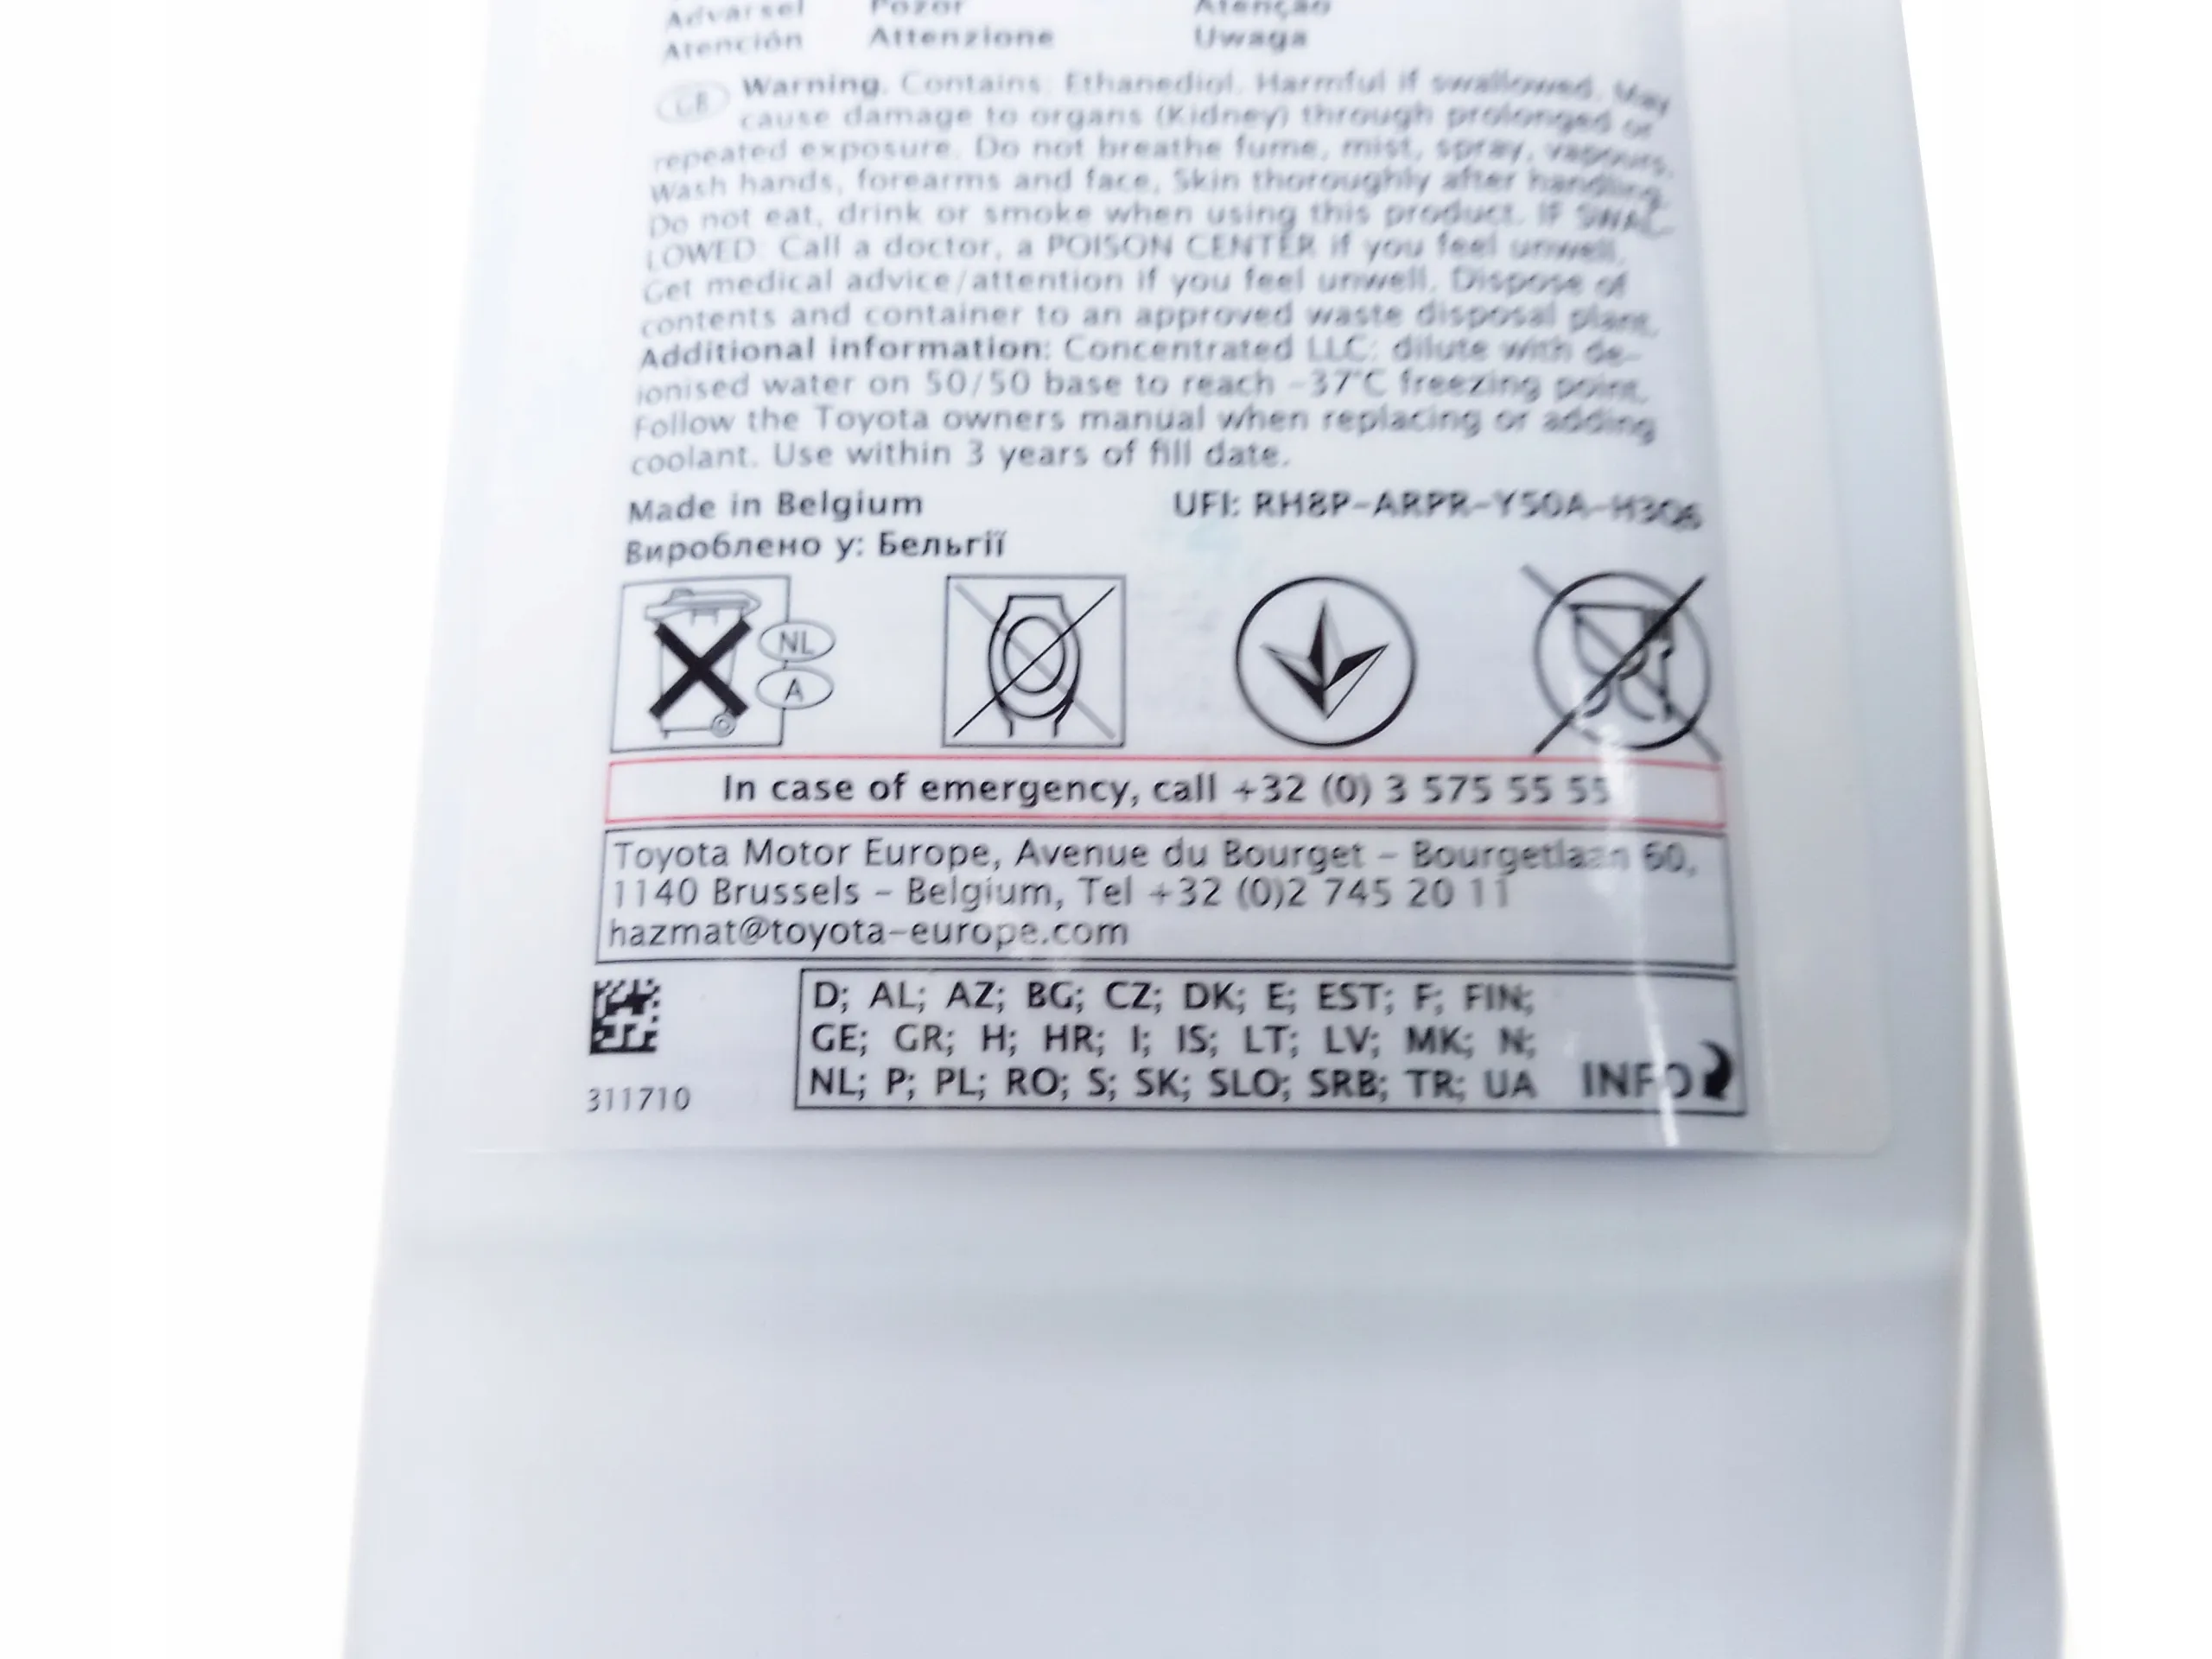 Advarsel Pozor Atenção
Atención Attenzione Uwaga
GB Warning. Contains: Ethanediol. Harmful if swallowed. May
cause damage to organs (Kidney) through prolonged or
repeated exposure. Do not breathe fume, mist, spray, vapours.
Wash hands, forearms and face, Skin thoroughly after handling.
Do not eat, drink or smoke when using this product. IF SWAL-
LOWED: Call a doctor, a POISON CENTER if you feel unwell.
Get medical advice/attention if you feel unwell. Dispose of
contents and container to an approved waste disposal plant.
Additional information: Concentrated LLC: dilute with de-
ionised water on 50/50 base to reach -37°C freezing point.
Follow the Toyota owners manual when replacing or adding
coolant. Use within 3 years of fill date.
Made in Belgium UFI: RH8P-ARPR-Y50A-H3Q6
Вироблено у: Бельгії
NL
A
In case of emergency, call +32 (0) 3 575 55 55
Toyota Motor Europe, Avenue du Bourget - Bourgetlaan 60,
1140 Brussels - Belgium, Tel +32 (0)2 745 20 11
hazmat@toyota-europe.com
D; AL; AZ; BG; CZ; DK; E; EST; F; FIN;
GE; GR; H; HR; I; IS; LT; LV; MK; N;
NL; P; PL; RO; S; SK; SLO; SRB; TR; UA INFO
311710